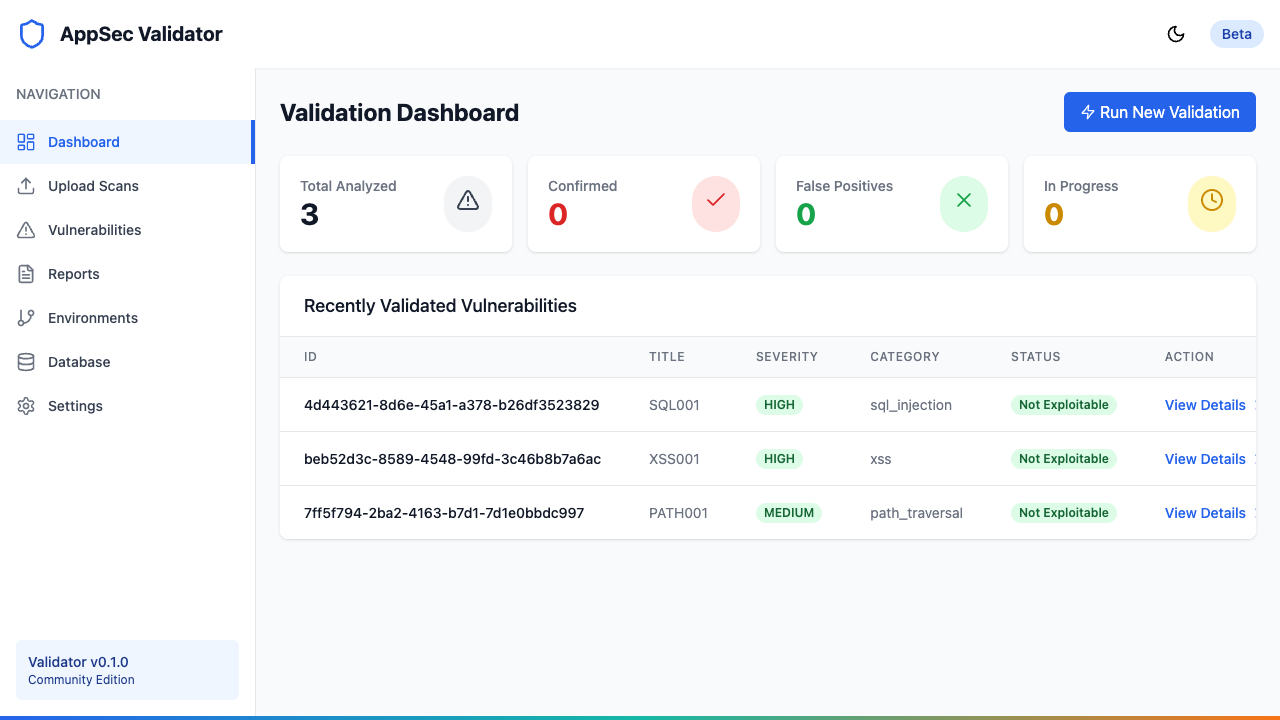 AppSec Validator
Beta
NAVIGATION
Dashboard
Upload Scans
Vulnerabilities
Reports
Environments
Database
Settings
Validator v0.1.0
Community Edition
Validation Dashboard
Run New Validation
Total Analyzed
3
Confirmed
0
False Positives
0
In Progress
0
Recently Validated Vulnerabilities
ID TITLE SEVERITY CATEGORY STATUS ACTION
4d443621-8d6e-45a1-a378-b26df3523829 SQL001 HIGH sql_injection Not Exploitable View Details
beb52d3c-8589-4548-99fd-3c46b8b7a6ac XSS001 HIGH xss Not Exploitable View Details
7ff5f794-2ba2-4163-b7d1-7d1e0bbdc997 PATH001 MEDIUM path_traversal Not Exploitable View Details